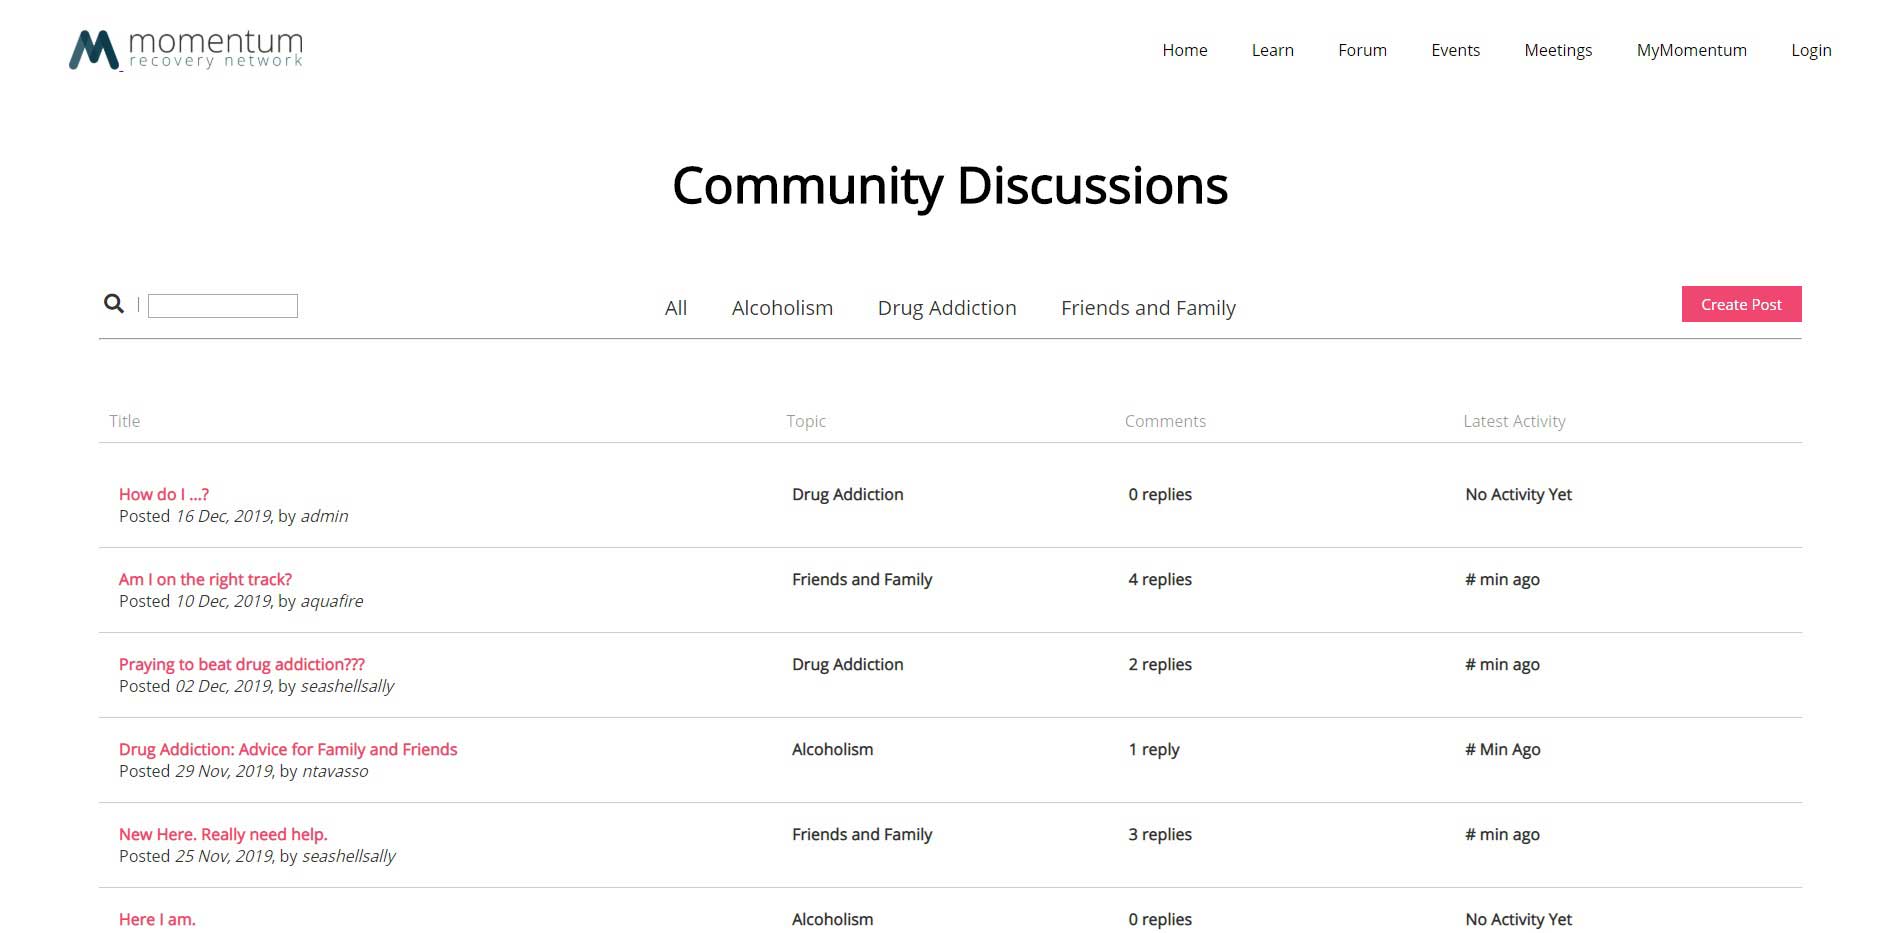 momentum
recovery network
Home Learn Forum Events Meetings MyMomentum Login
Community Discussions
| All Alcoholism Drug Addiction Friends and Family Create Post
Title Topic Comments Latest Activity
How do I ...? Drug Addiction 0 replies No Activity Yet
Posted 16 Dec, 2019, by admin
Am I on the right track? Friends and Family 4 replies # min ago
Posted 10 Dec, 2019, by aquafire
Praying to beat drug addiction??? Drug Addiction 2 replies # min ago
Posted 02 Dec, 2019, by seashellsally
Drug Addiction: Advice for Family and Friends Alcoholism 1 reply # Min Ago
Posted 29 Nov, 2019, by ntavasso
New Here. Really need help. Friends and Family 3 replies # min ago
Posted 25 Nov, 2019, by seashellsally
Here I am. Alcoholism 0 replies No Activity Yet